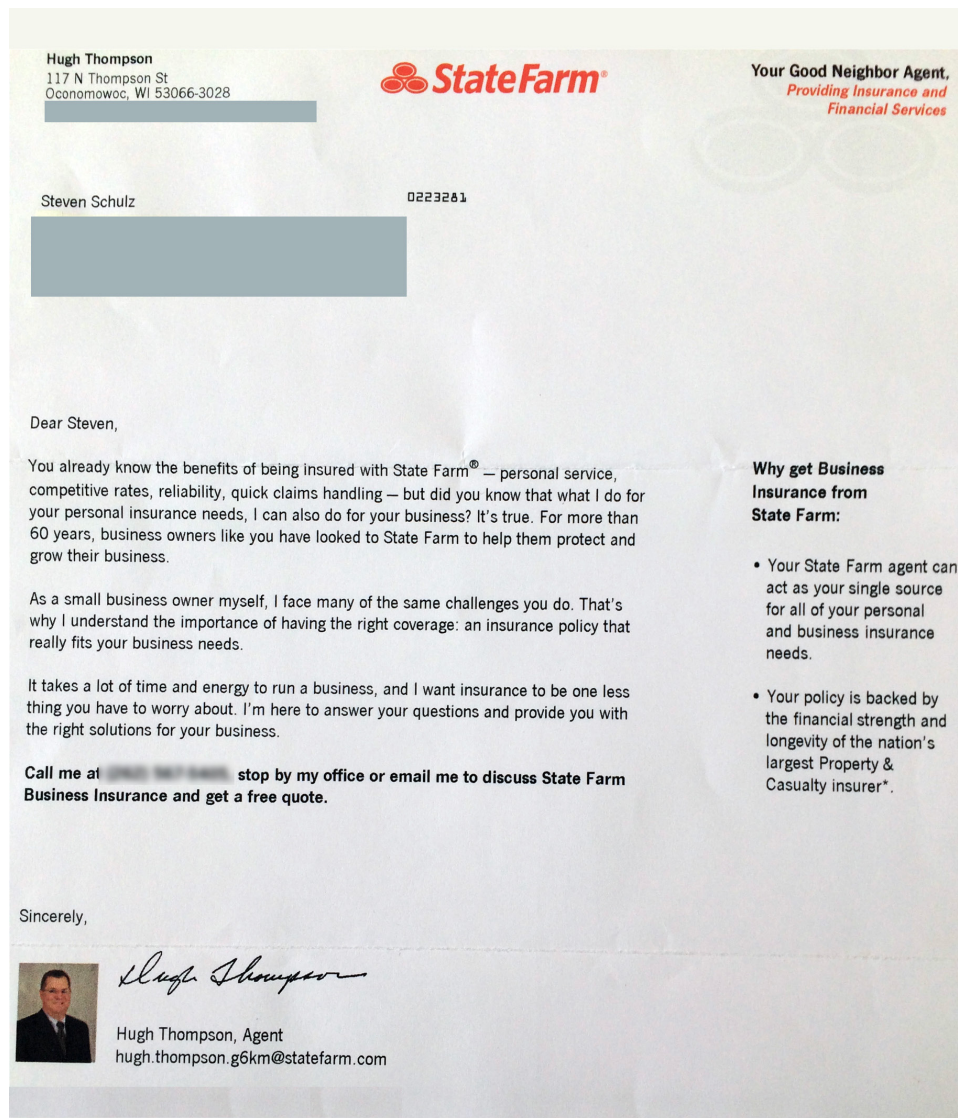 Hugh Thompson
117 N Thompson St
Oconomowoc, WI 53066-3028
StateFarm®
Your Good Neighbor Agent,
Providing Insurance and
Financial Services
Steven Schulz
0223281
Dear Steven,
You already know the benefits of being insured with State Farm® — personal service,
competitive rates, reliability, quick claims handling — but did you know that what I do for
your personal insurance needs, I can also do for your business? It's true. For more than
60 years, business owners like you have looked to State Farm to help them protect and
grow their business.
As a small business owner myself, I face many of the same challenges you do. That's
why I understand the importance of having the right coverage: an insurance policy that
really fits your business needs.
It takes a lot of time and energy to run a business, and I want insurance to be one less
thing you have to worry about. I'm here to answer your questions and provide you with
the right solutions for your business.
Call me at stop by my office or email me to discuss State Farm
Business Insurance and get a free quote.
Why get Business
Insurance from
State Farm:
• Your State Farm agent can
act as your single source
for all of your personal
and business insurance
needs.
• Your policy is backed by
the financial strength and
longevity of the nation's
largest Property &
Casualty insurer*.
Sincerely,
Hugh Thompson
Hugh Thompson, Agent
hugh.thompson.g6km@statefarm.com